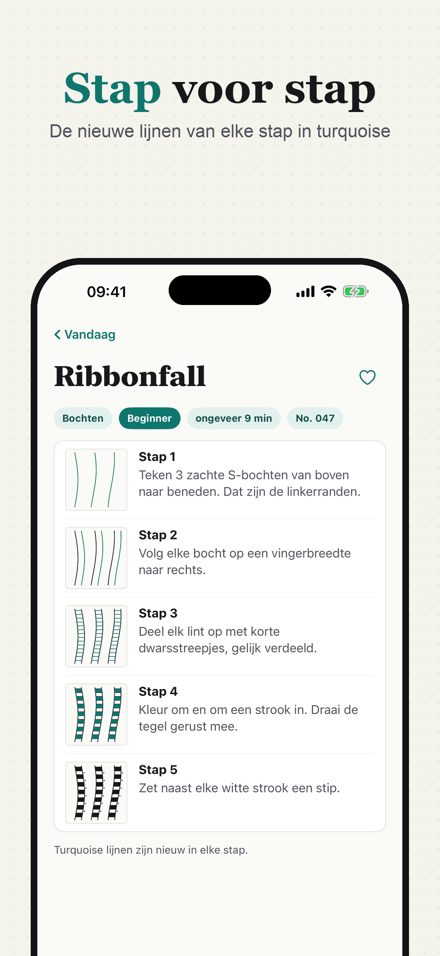 Stap voor stap
De nieuwe lijnen van elke stap in turquoise
09:41
Vandaag
Ribbonfall
Bochten Beginner ongeveer 9 min No. 047
Stap 1
Teken 3 zachte S-bochten van boven
naar beneden. Dat zijn de linkerranden.
Stap 2
Volg elke bocht op een vingerbreedte
naar rechts.
Stap 3
Deel elk lint op met korte
dwarsstreepjes, gelijk verdeeld.
Stap 4
Kleur om en om een strook in. Draai de
tegel gerust mee.
Stap 5
Zet naast elke witte strook een stip.
Turquoise lijnen zijn nieuw in elke stap.